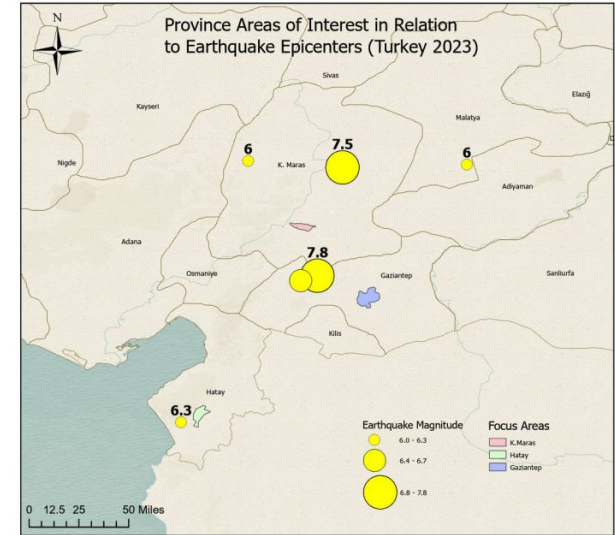 N
Province Areas of Interest in Relation
to Earthquake Epicenters (Turkey 2023)
Sivas
Kayseri
Elazığ
Malatya
6
7.5
6
Nigde
K. Maras
Adiyaman
Adana
7.8
Osmaniye
Gaziantep
Sanliurfa
Kilis
Hatay
6.3
Earthquake Magnitude
6.0 - 6.3
6.4 - 6.7
6.8 - 7.8
Focus Areas
K.Maras
Hatay
Gaziantep
0 12.5 25 50 Miles